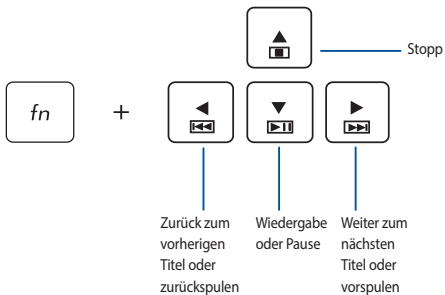 Stopp
fn
+
Zurück zum
vorherigen
Titel oder
zurückspulen
Wiedergabe
oder Pause
Weiter zum
nächsten
Titel oder
vorspulen